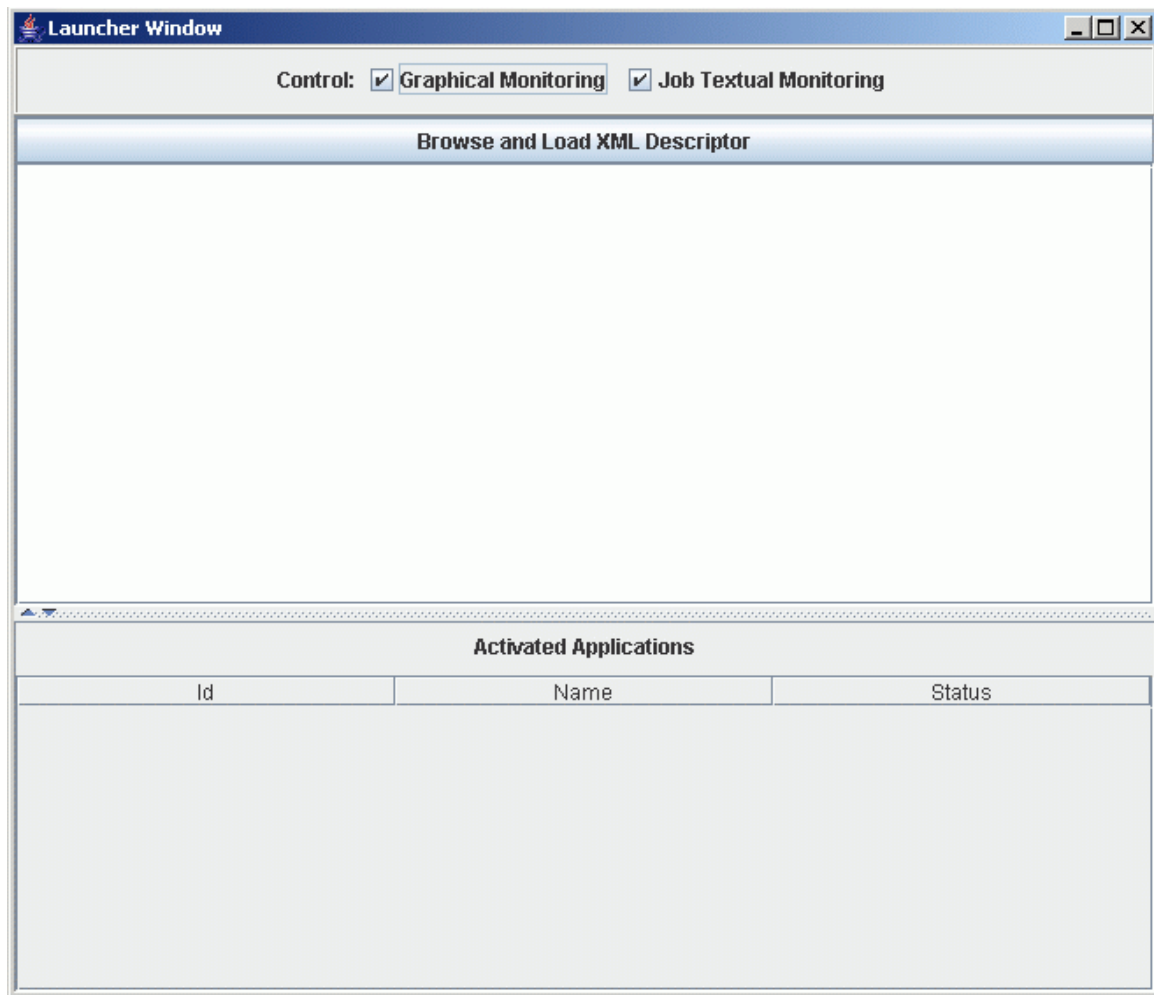 Launcher Window
Control: Graphical Monitoring Job Textual Monitoring
Browse and Load XML Descriptor
Activated Applications
Id Name Status